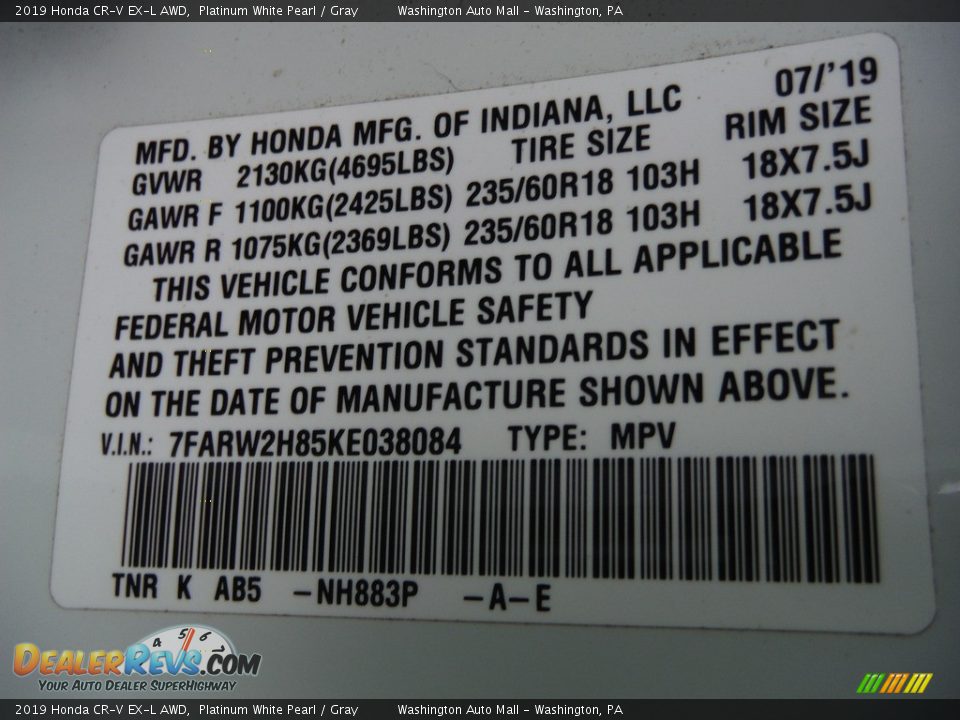 2019 Honda CR-V EX-L AWD,  Platinum White Pearl / Gray        Washington Auto Mall - Washington, PA
07/'19
MFD. BY HONDA MFG. OF INDIANA, LLC
GVWR 2130KG(4695LBS) TIRE SIZE RIM SIZE
GAWR F 1100KG(2425LBS) 235/60R18 103H 18X7.5J
GAWR R 1075KG(2369LBS) 235/60R18 103H 18X7.5J
THIS VEHICLE CONFORMS TO ALL APPLICABLE
FEDERAL MOTOR VEHICLE SAFETY
AND THEFT PREVENTION STANDARDS IN EFFECT
ON THE DATE OF MANUFACTURE SHOWN ABOVE.
V.I.N.: 7FARW2H85KE038084 TYPE: MPV
TNR K AB5 -NH883P -A-E
4 5 6 7
DEALERREVS.COM
YOUR AUTO DEALER SUPERHIGHWAY
2019 Honda CR-V EX-L AWD,  Platinum White Pearl / Gray        Washington Auto Mall - Washington, PA